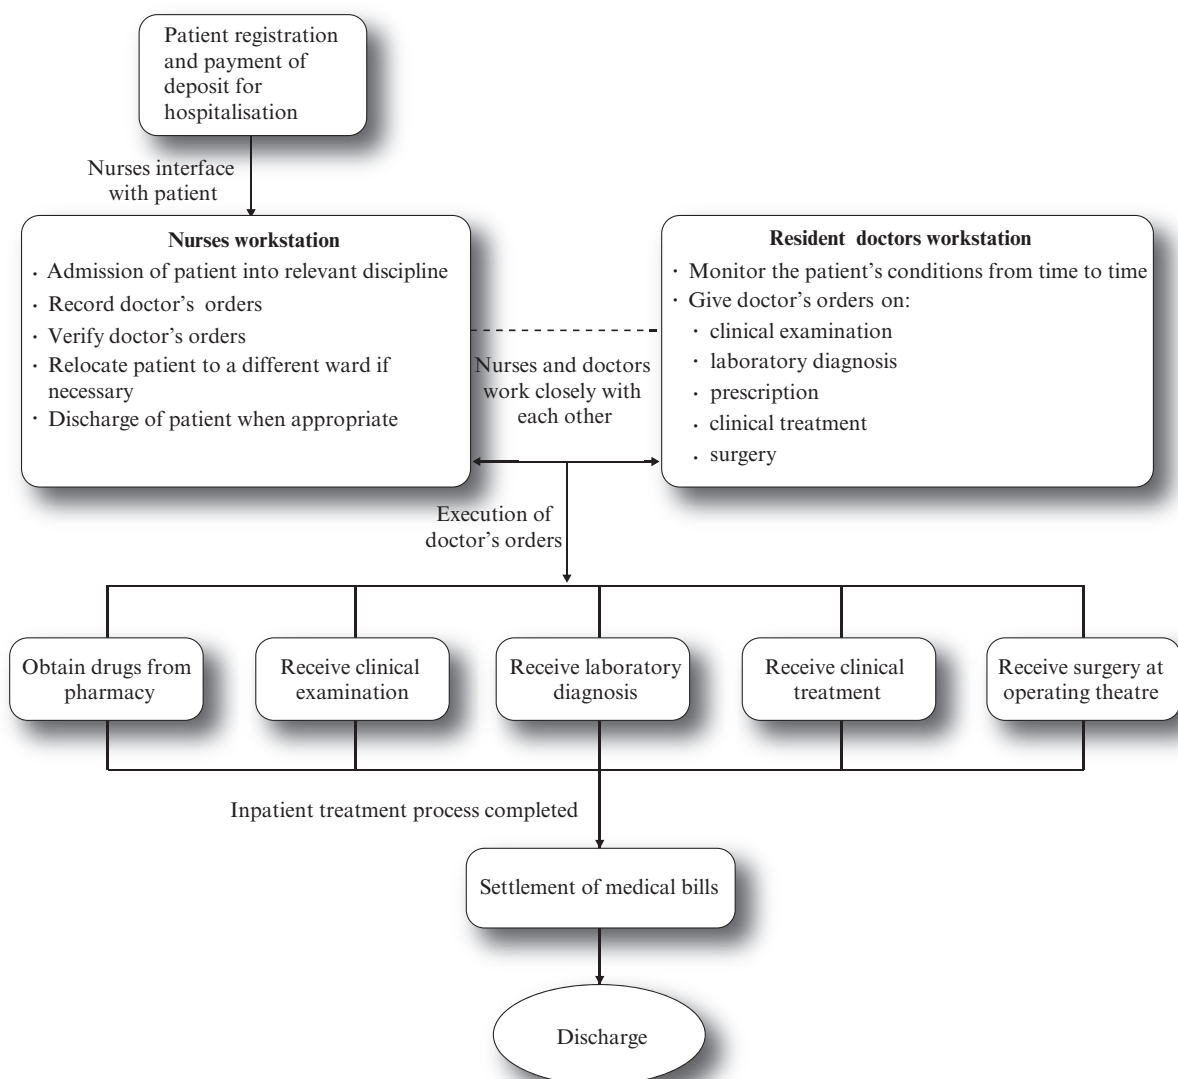 Patient registration
and payment of
deposit for
hospitalisation
Nurses interface
with patient
Nurses workstation
· Admission of patient into relevant discipline
· Record doctor's orders
· Verify doctor's orders
· Relocate patient to a different ward if
necessary
· Discharge of patient when appropriate
Resident doctors workstation
· Monitor the patient's conditions from time to time
· Give doctor's orders on:
· clinical examination
· laboratory diagnosis
· prescription
· clinical treatment
· surgery
Nurses and doctors
work closely with
each other
Execution of
doctor's orders
Obtain drugs from
pharmacy
Receive clinical
examination
Receive laboratory
diagnosis
Receive clinical
treatment
Receive surgery at
operating theatre
Inpatient treatment process completed
Settlement of medical bills
Discharge